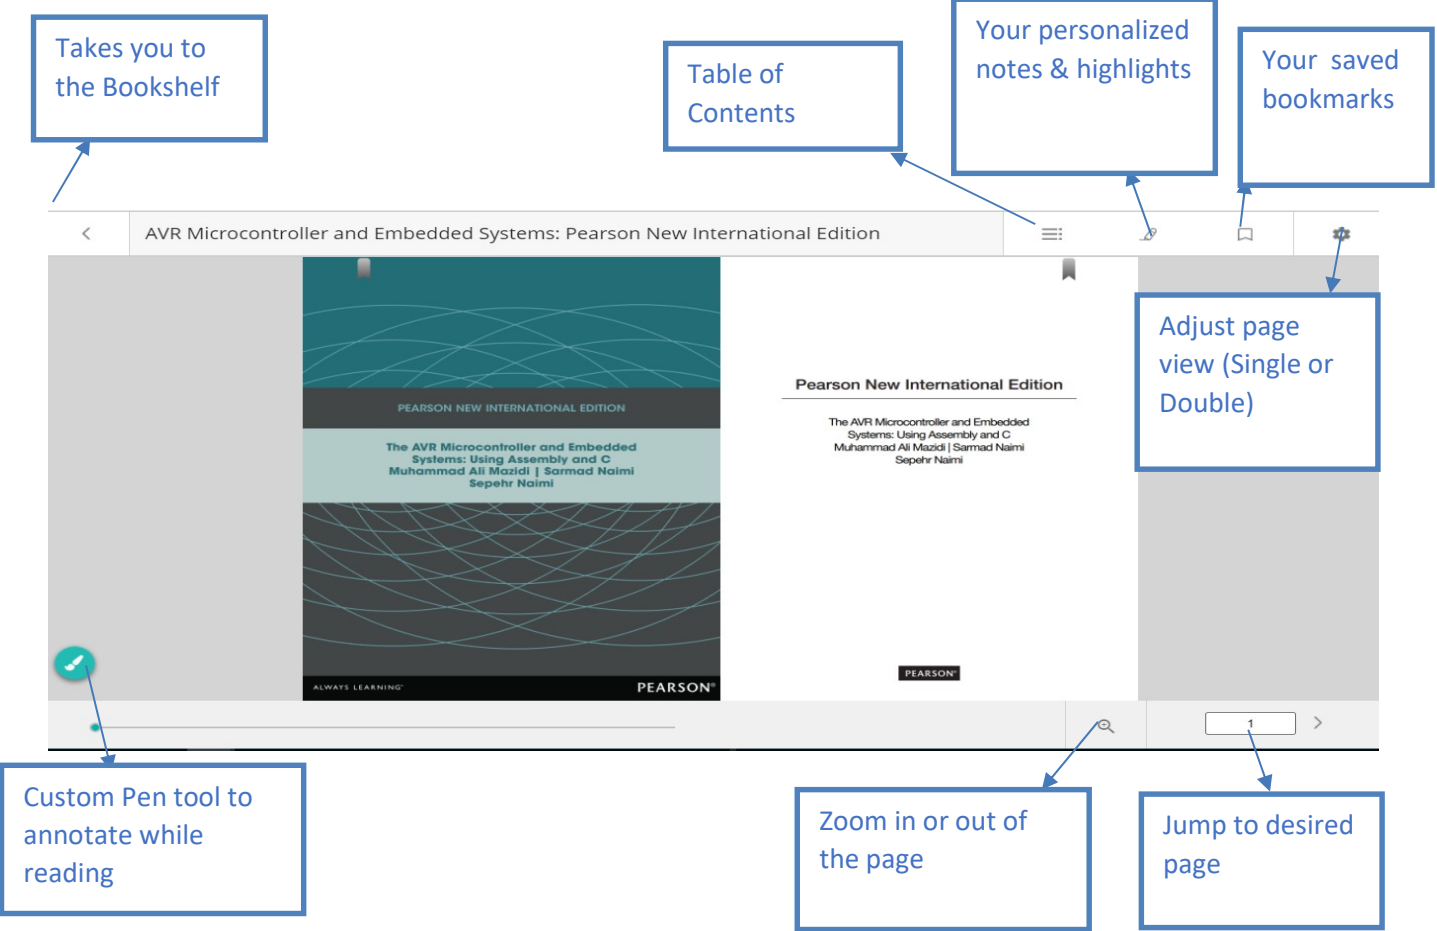 Takes you to
the Bookshelf
Table of
Contents
Your personalized
notes & highlights
Your saved
bookmarks
AVR Microcontroller and Embedded Systems: Pearson New International Edition
Adjust page
view (Single or
Double)
PEARSON NEW INTERNATIONAL EDITION
The AVR Microcontroller and Embedded
Systems: Using Assembly and C
Muhammad Ali Mazidi | Sarmad Naimi
Sepehr Naimi
ALWAYS LEARNING
PEARSON®
Pearson New International Edition
The AVR Microcontroller and Embedded
Systems: Using Assembly and C
Muhammad Ali Mazidi | Sarmad Naimi
Sepehr Naimi
PEARSON
1
Custom Pen tool to
annotate while
reading
Zoom in or out of
the page
Jump to desired
page